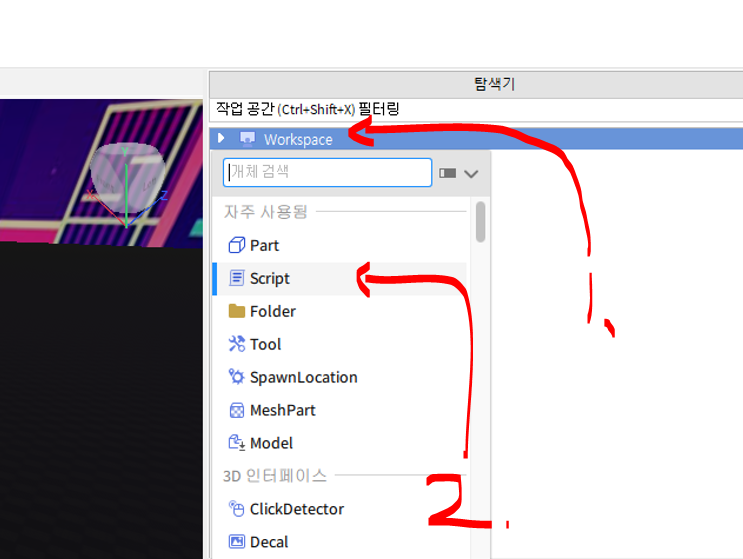 탐색기
작업 공간 (Ctrl+Shift+X) 필터링
Workspace
개체 검색
자주 사용됨
Part
Script
Folder
Tool
SpawnLocation
MeshPart
Model
3D 인터페이스
ClickDetector
Decal
1.
2.